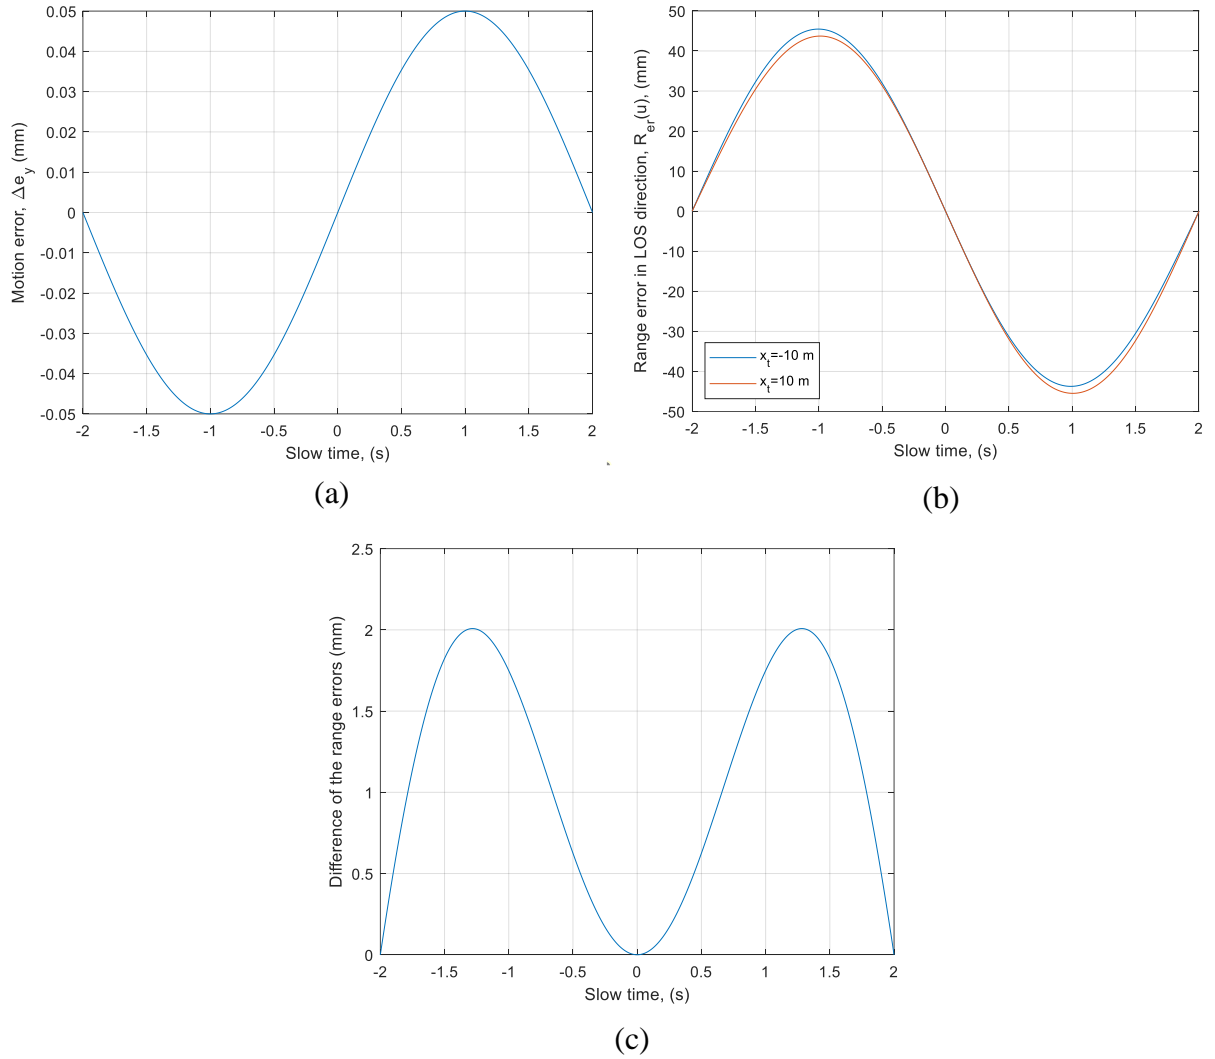 0.05
0.04
0.03
0.02
0.01
0
-0.01
-0.02
-0.03
-0.04
-0.05
Motion error, Δe_y (mm)
-2 -1.5 -1 -0.5 0 0.5 1 1.5 2
Slow time, (s)
(a)
50
40
30
20
10
0
-10
-20
-30
-40
-50
Range error in LOS direction, R_er(u), (mm)
x_t=-10 m
x_t=10 m
-2 -1.5 -1 -0.5 0 0.5 1 1.5 2
Slow time, (s)
(b)
2.5
2
1.5
1
0.5
0
Difference of the range errors (mm)
-2 -1.5 -1 -0.5 0 0.5 1 1.5 2
Slow time, (s)
(c)